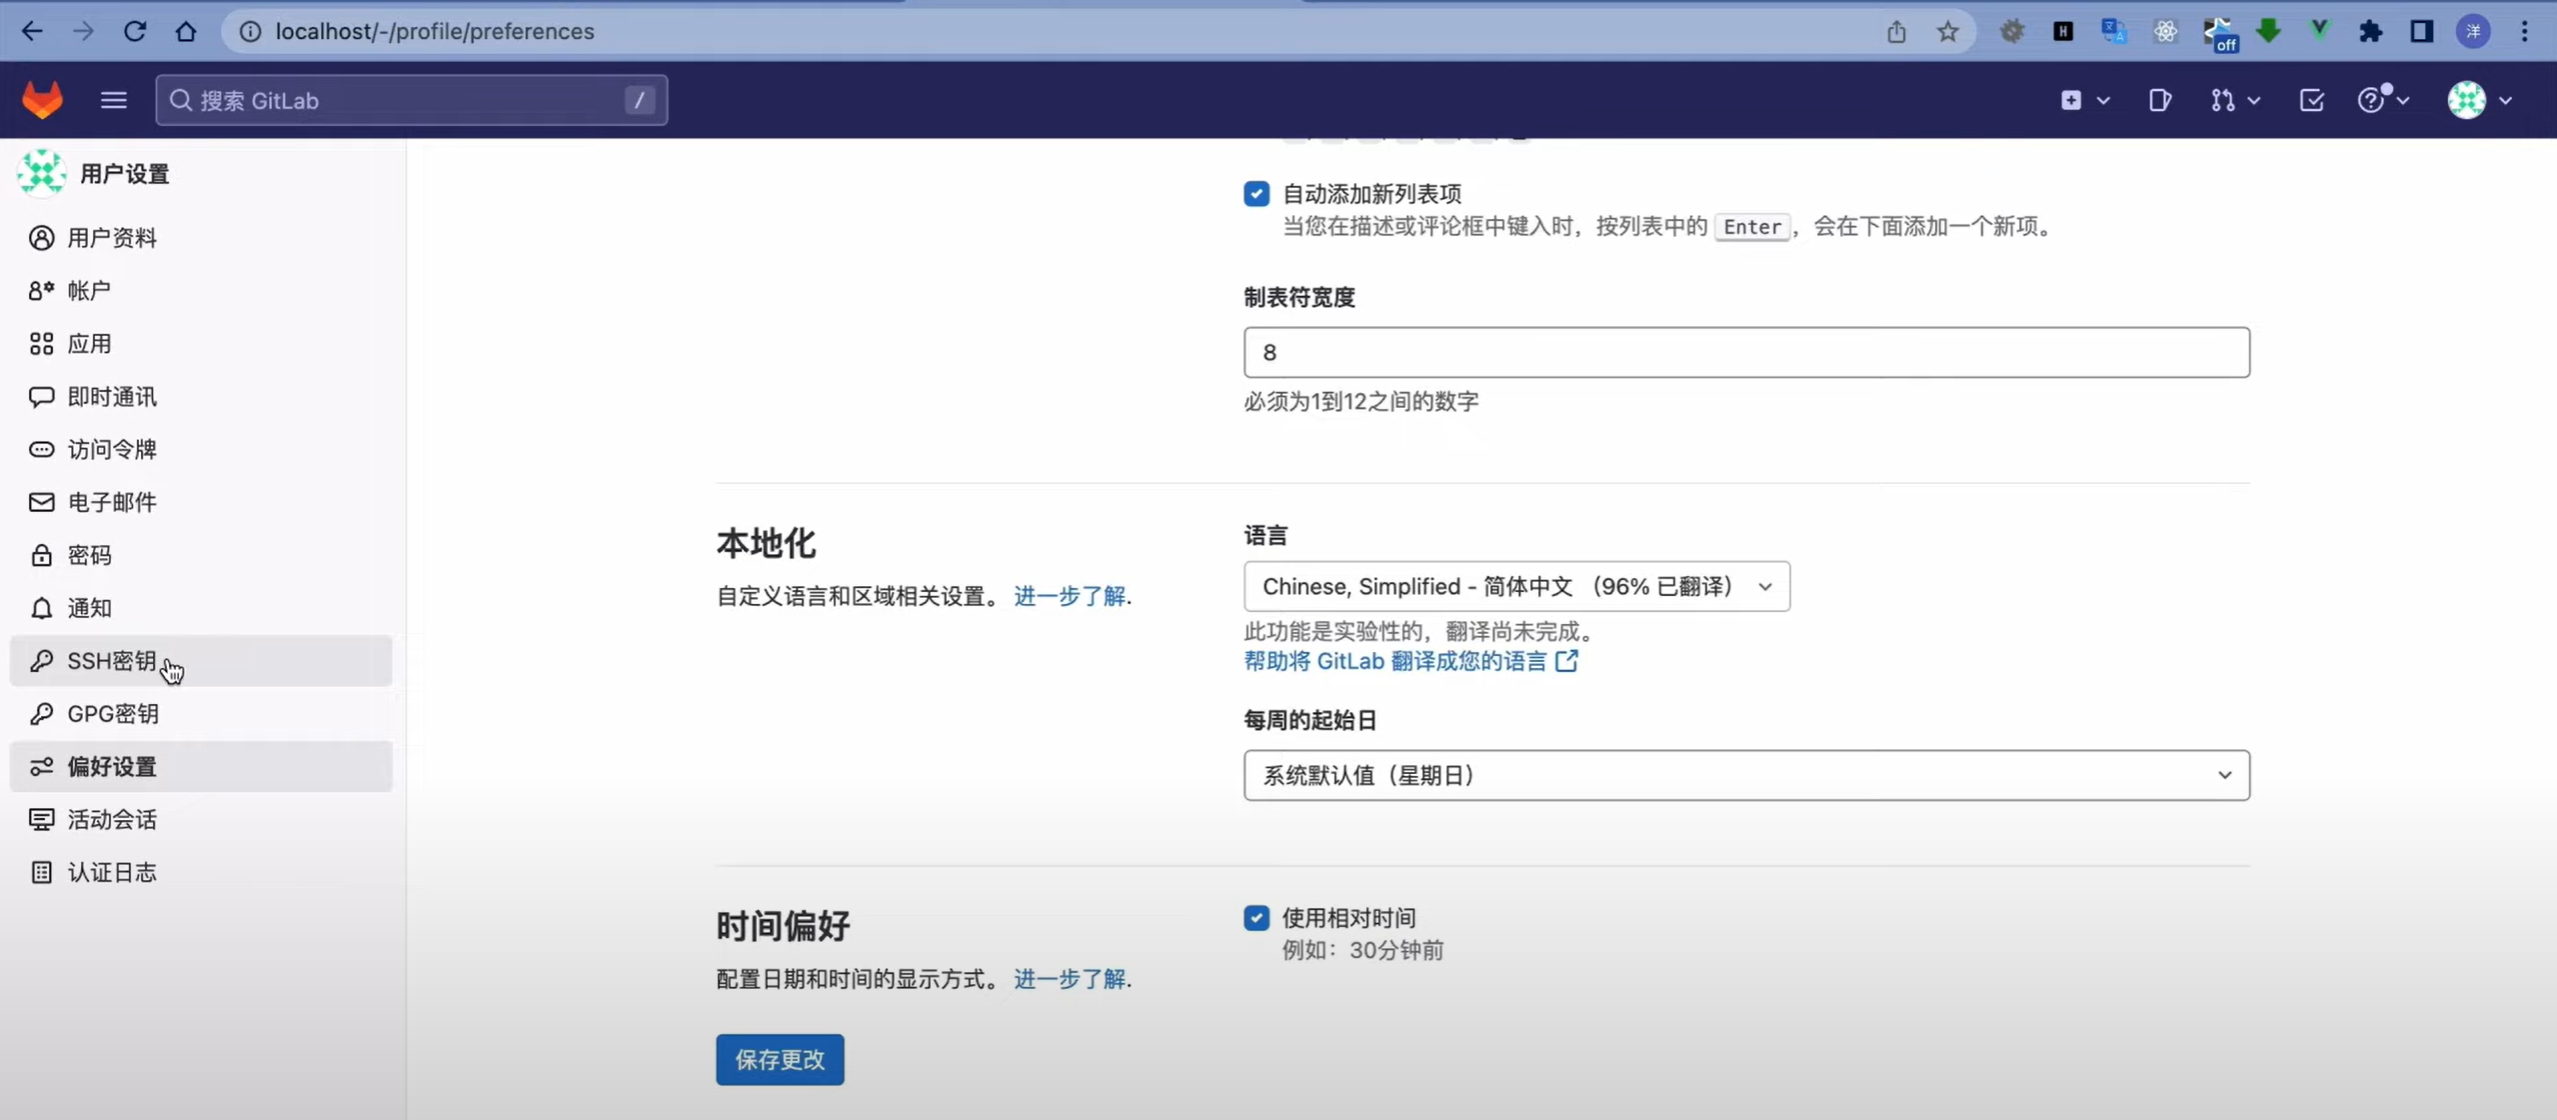 localhost/-/profile/preferences
off
洋
搜索 GitLab
/
用户设置
用户资料
帐户
应用
即时通讯
访问令牌
电子邮件
密码
通知
SSH密钥
GPG密钥
偏好设置
活动会话
认证日志
自动添加新列表项
当您在描述或评论框中键入时，按列表中的 Enter ，会在下面添加一个新项。
制表符宽度
8
必须为1到12之间的数字
本地化
自定义语言和区域相关设置。 进一步了解.
语言
Chinese, Simplified - 简体中文 （96% 已翻译）
此功能是实验性的，翻译尚未完成。
帮助将 GitLab 翻译成您的语言
每周的起始日
系统默认值（星期日）
时间偏好
配置日期和时间的显示方式。 进一步了解.
使用相对时间
例如：30分钟前
保存更改